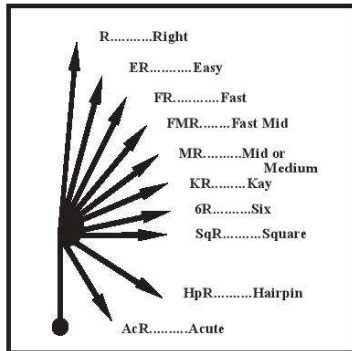 R...........Right
ER...........Easy
FR............Fast
FMR........Fast Mid
MR.........Mid or
Medium
KR.........Kay
6R..........Six
SqR.........Square
HpR.........Hairpin
AcR..........Acute